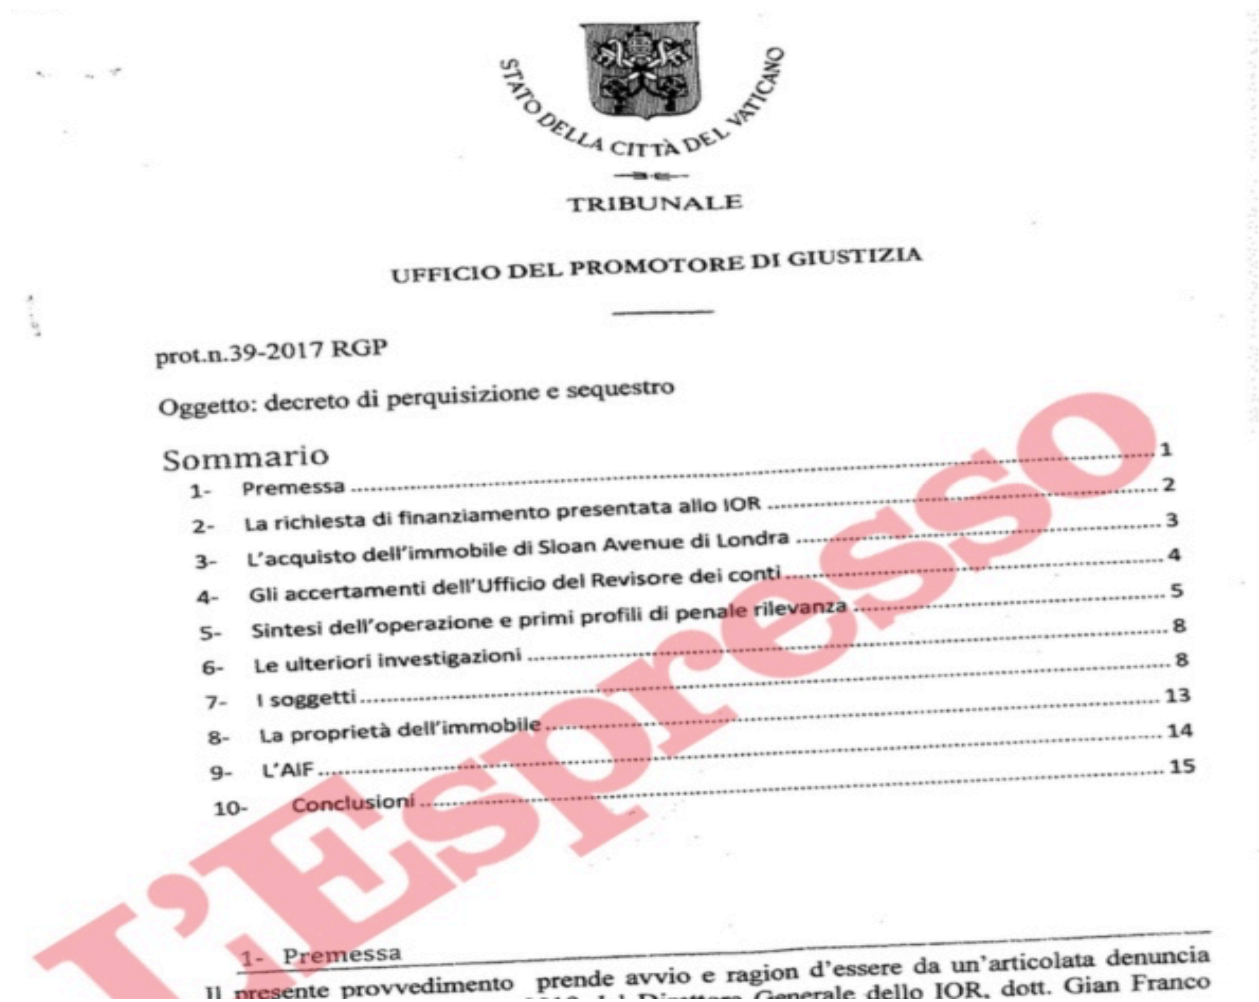 STATO DELLA CITTÀ DEL VATICANO
TRIBUNALE
UFFICIO DEL PROMOTORE DI GIUSTIZIA
prot.n.39-2017 RGP
Oggetto: decreto di perquisizione e sequestro
Sommario
1- Premessa 1
2- La richiesta di finanziamento presentata allo IOR 2
3- L'acquisto dell'immobile di Sloan Avenue di Londra 3
4- Gli accertamenti dell'Ufficio del Revisore dei conti 4
5- Sintesi dell'operazione e primi profili di penale rilevanza 5
6- Le ulteriori investigazioni 8
7- I soggetti 8
8- La proprietà dell'immobile 13
9- L'AIF 14
10- Conclusioni 15
L'Espresso
1- Premessa
Il presente provvedimento prende avvio e ragion d'essere da un'articolata denuncia
Direttore Generale dello IOR, dott. Gian Franco